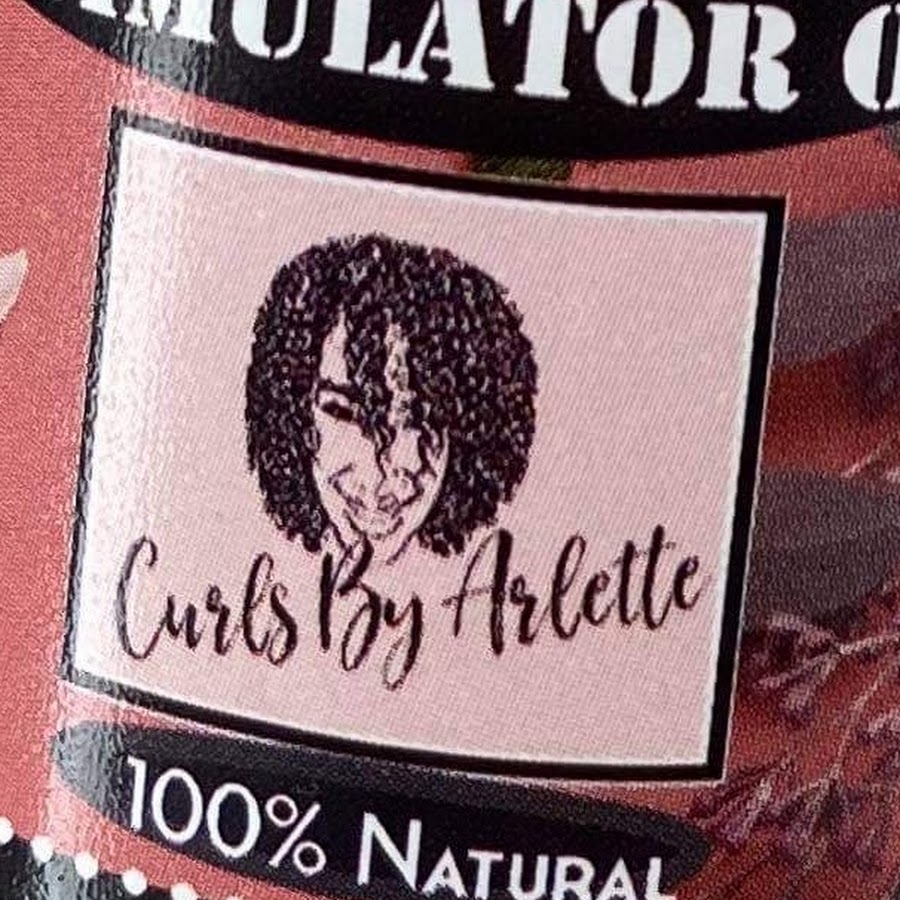 MULATOR O
Curls By Arlette
100% NATURAL